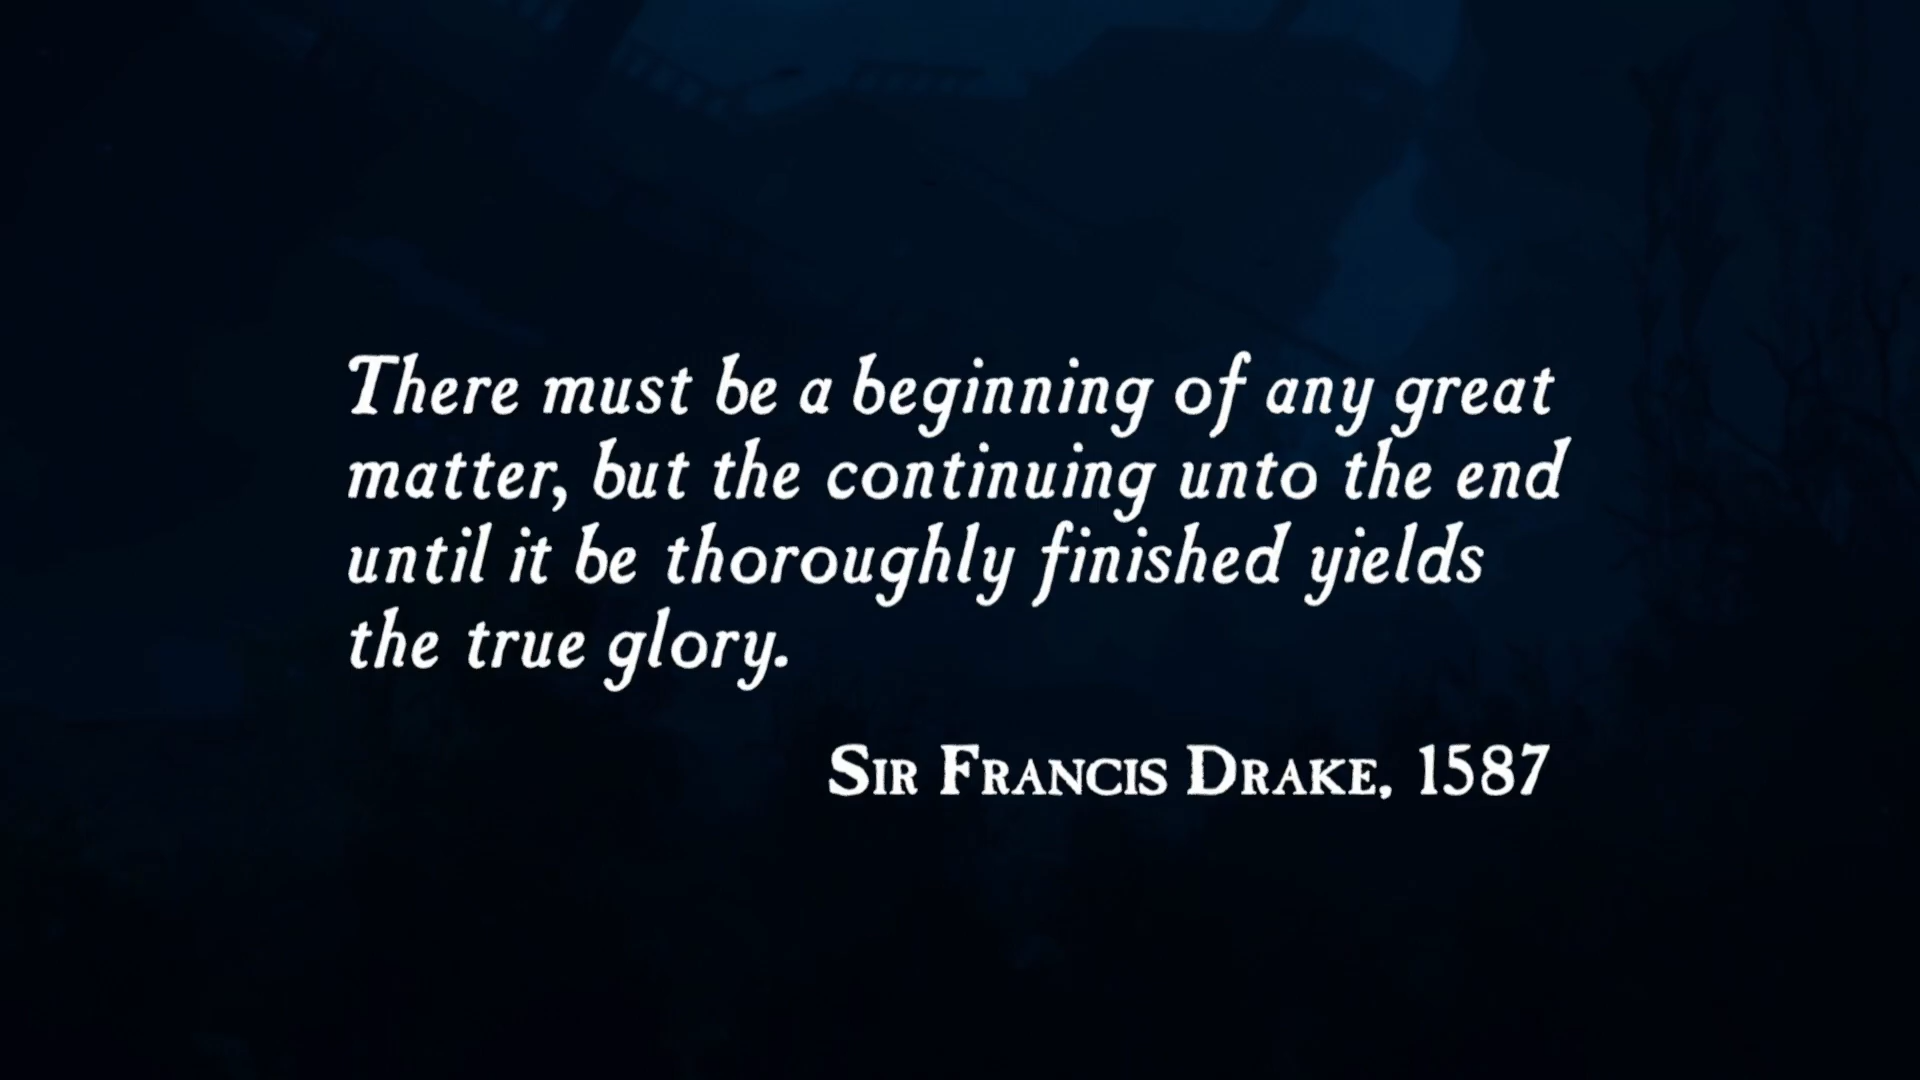 There must be a beginning of any great
matter, but the continuing unto the end
until it be thoroughly finished yields
the true glory.
Sir Francis Drake, 1587